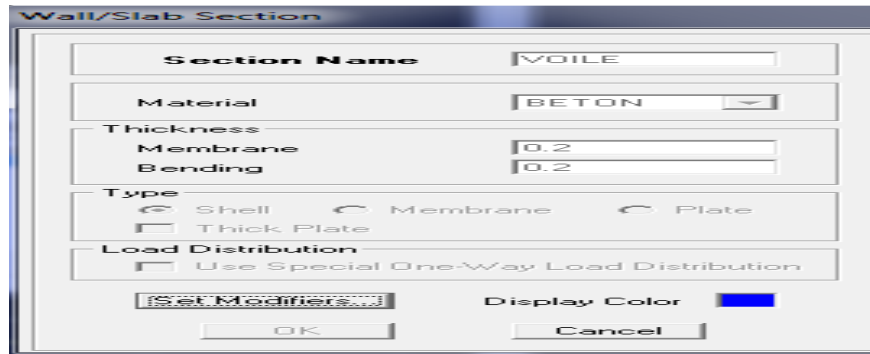 Wall/Slab Section
Section Name VOILE
Material BETON
Thickness
Membrane 0.2
Bending 0.2
Type
Shell Membrane Plate
Thick Plate
Load Distribution
Use Special One-Way Load Distribution
Set Modifiers... Display Color
OK Cancel